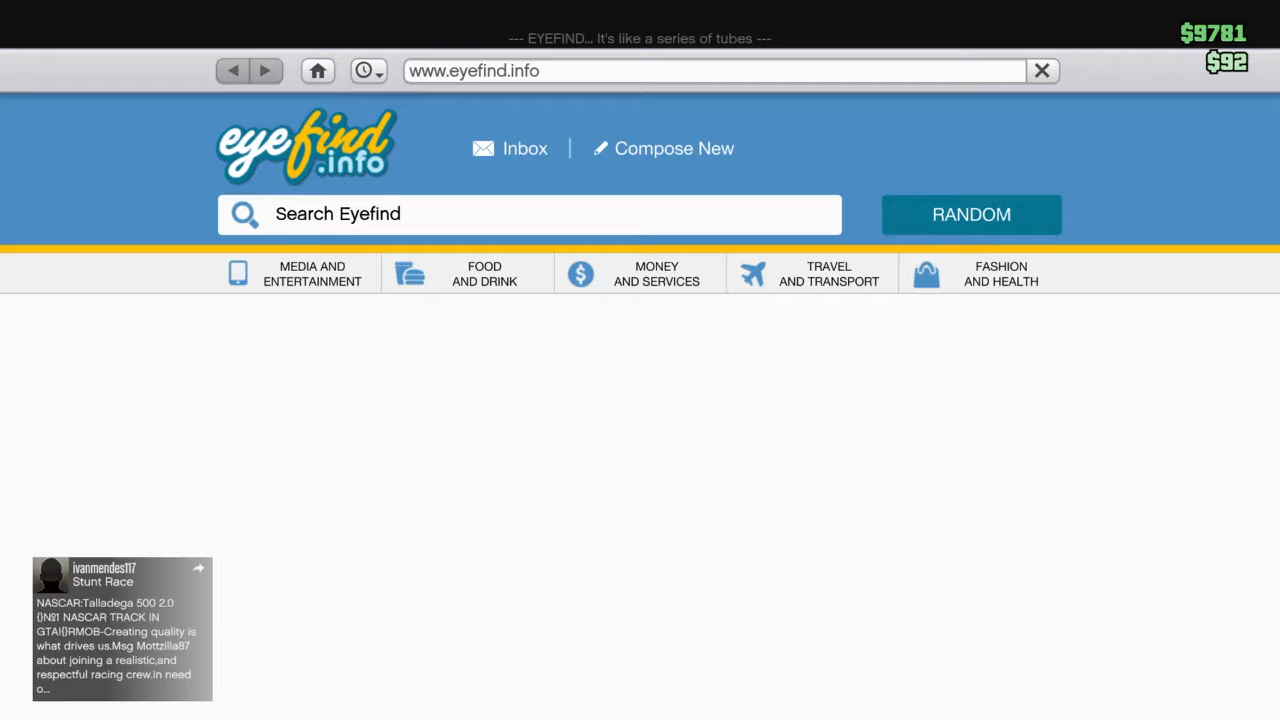 --- EYEFIND... It's like a series of tubes ---
$9781
$92
www.eyefind.info
eyefind
.info
Inbox
Compose New
Search Eyefind
RANDOM
MEDIA AND
ENTERTAINMENT
FOOD
AND DRINK
MONEY
AND SERVICES
TRAVEL
AND TRANSPORT
FASHION
AND HEALTH
ivanmendes117
Stunt Race
NASCAR:Talladega 500 2.0
{}№1 NASCAR TRACK IN
GTA!{}RMOB-Creating quality is
what drives us.Msg Mottzilla87
about joining a realistic,and
respectful racing crew.In need
o...